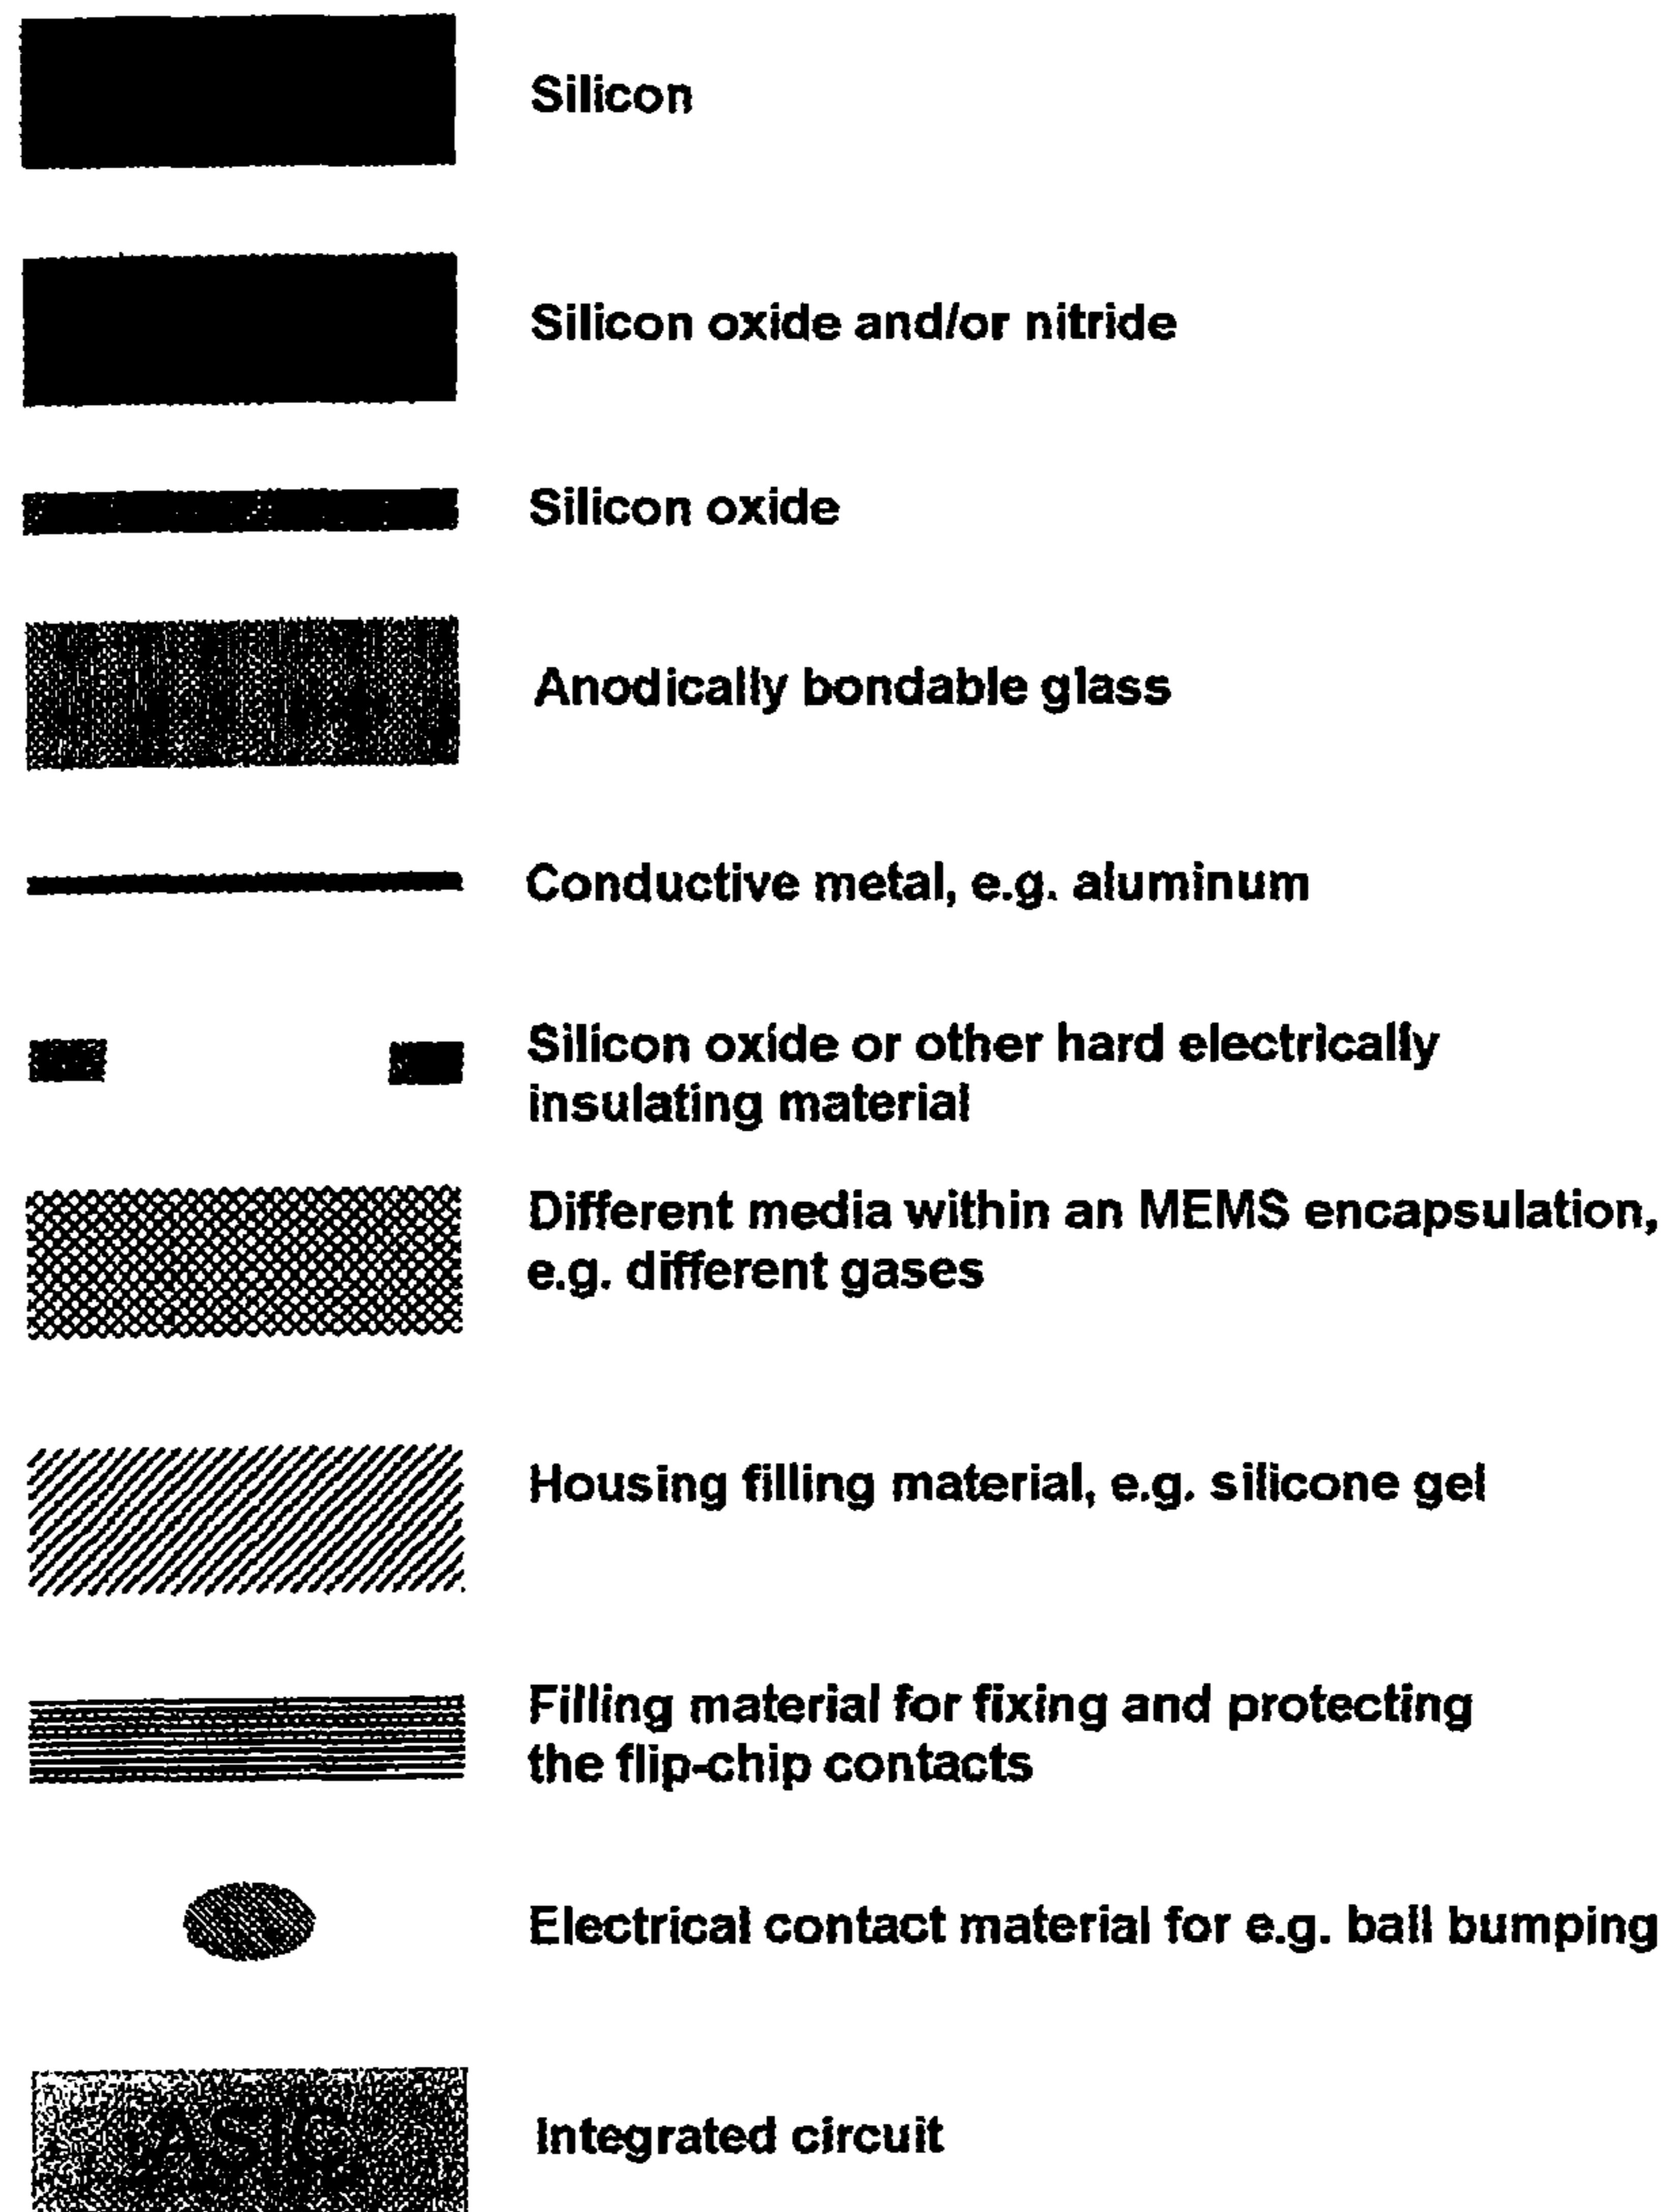 Silicon
Silicon oxide and/or nitride
Silicon oxide
Anodically bondable glass
Conductive metal, e.g. aluminum
Silicon oxide or other hard electrically
insulating material
Different media within an MEMS encapsulation,
e.g. different gases
Housing filling material, e.g. silicone gel
Filling material for fixing and protecting
the flip-chip contacts
Electrical contact material for e.g. ball bumping
ASIC
Integrated circuit